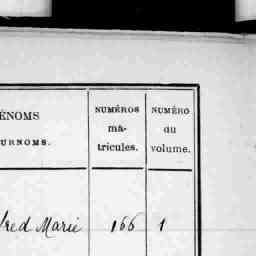 ÉNOMS
URNOMS.
NUMÉROS
ma-
tricules.
NUMÉRO
du
volume.
red Marie 166 1